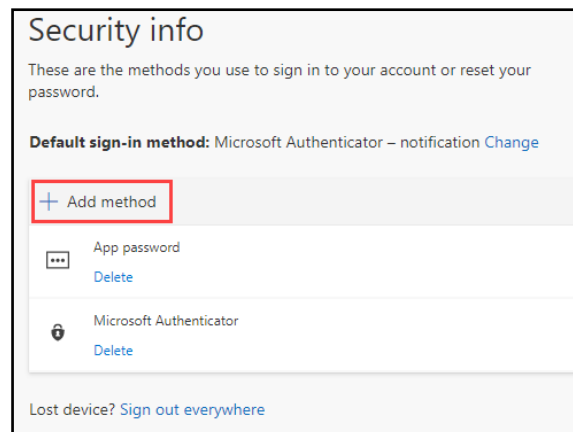 Security info
These are the methods you use to sign in to your account or reset your
password.
Default sign-in method: Microsoft Authenticator – notification Change
+ Add method
App password
Delete
Microsoft Authenticator
Delete
Lost device? Sign out everywhere